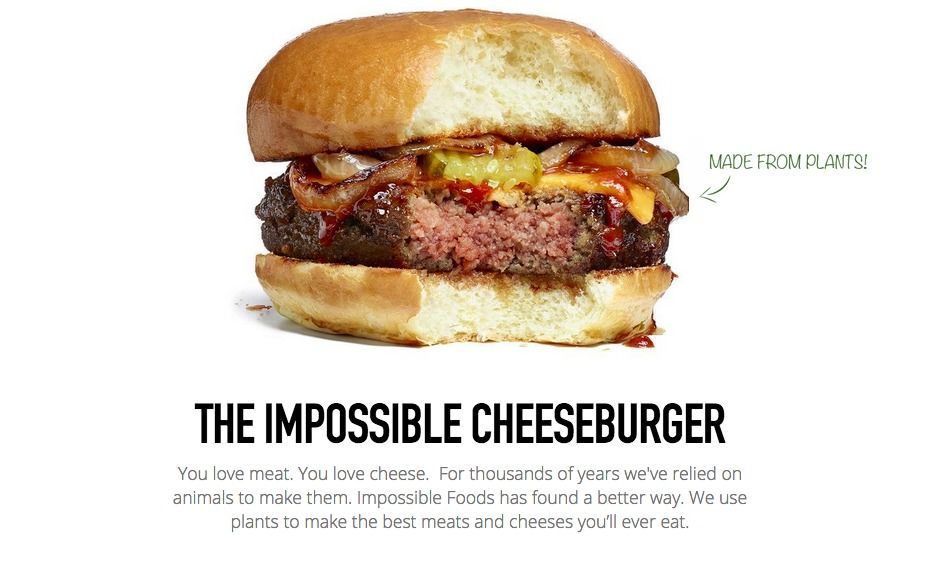 MADE FROM PLANTS!
THE IMPOSSIBLE CHEESEBURGER
You love meat. You love cheese.  For thousands of years we've relied on
animals to make them. Impossible Foods has found a better way. We use
plants to make the best meats and cheeses you’ll ever eat.